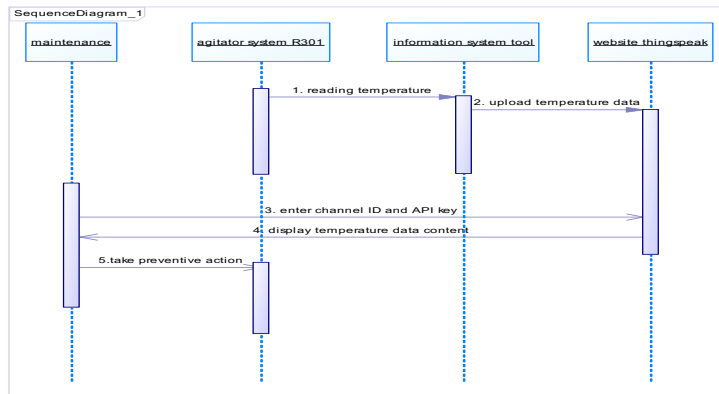 SequenceDiagram_1
maintenance
agitator system R301
information system tool
website thingspeak
1. reading temperature
2. upload temperature data
3. enter channel ID and API key
4. display temperature data content
5.take preventive action